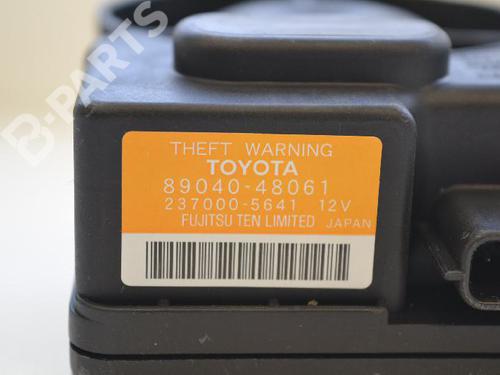 B-PARTS
THEFT WARNING
TOYOTA
89040-48061
237000-5641 12V
FUJITSU TEN LIMITED JAPAN